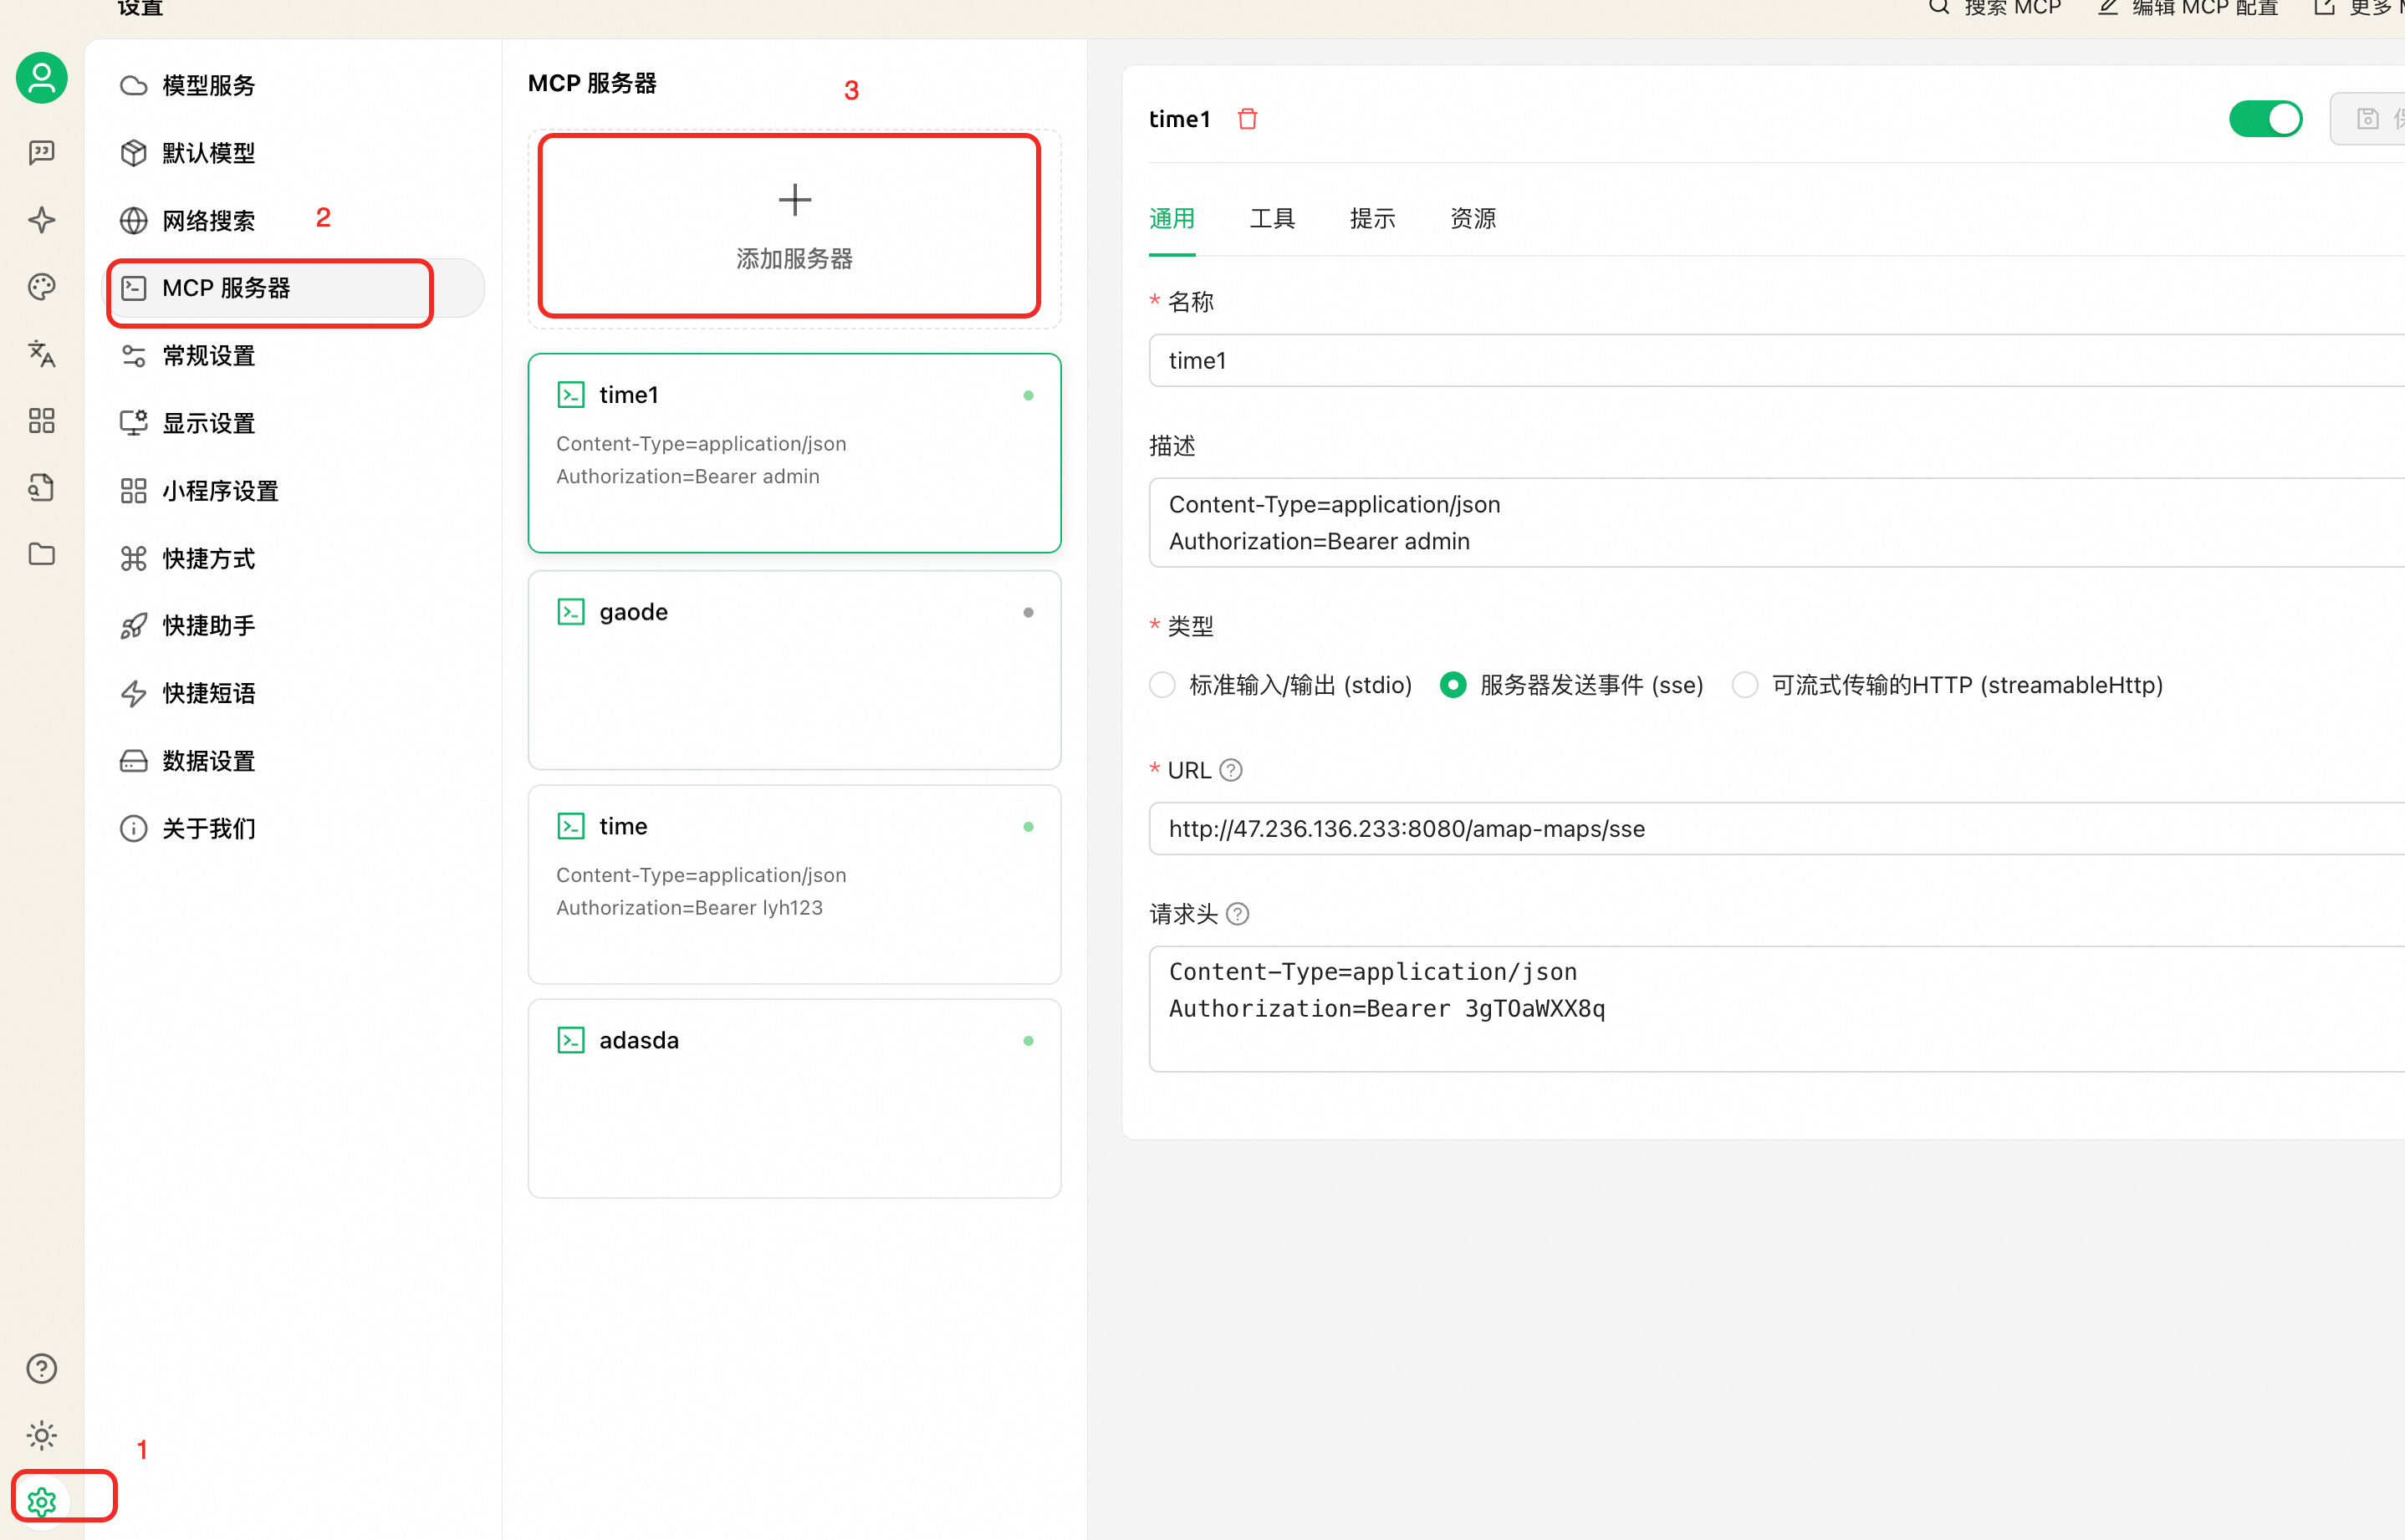 设置
搜索 MCP
编辑 MCP 配置
更多
模型服务
默认模型
网络搜索
2
MCP 服务器
常规设置
显示设置
小程序设置
快捷方式
快捷助手
快捷短语
数据设置
关于我们
1
MCP 服务器
3
添加服务器
time1
Content-Type=application/json
Authorization=Bearer admin
gaode
time
Content-Type=application/json
Authorization=Bearer lyh123
adasda
time1
通用 工具 提示 资源
* 名称
time1
描述
Content-Type=application/json
Authorization=Bearer admin
* 类型
标准输入/输出 (stdio) 服务器发送事件 (sse) 可流式传输的HTTP (streamableHttp)
* URL
http://47.236.136.233:8080/amap-maps/sse
请求头
Content-Type=application/json
Authorization=Bearer 3gTOaWXX8q